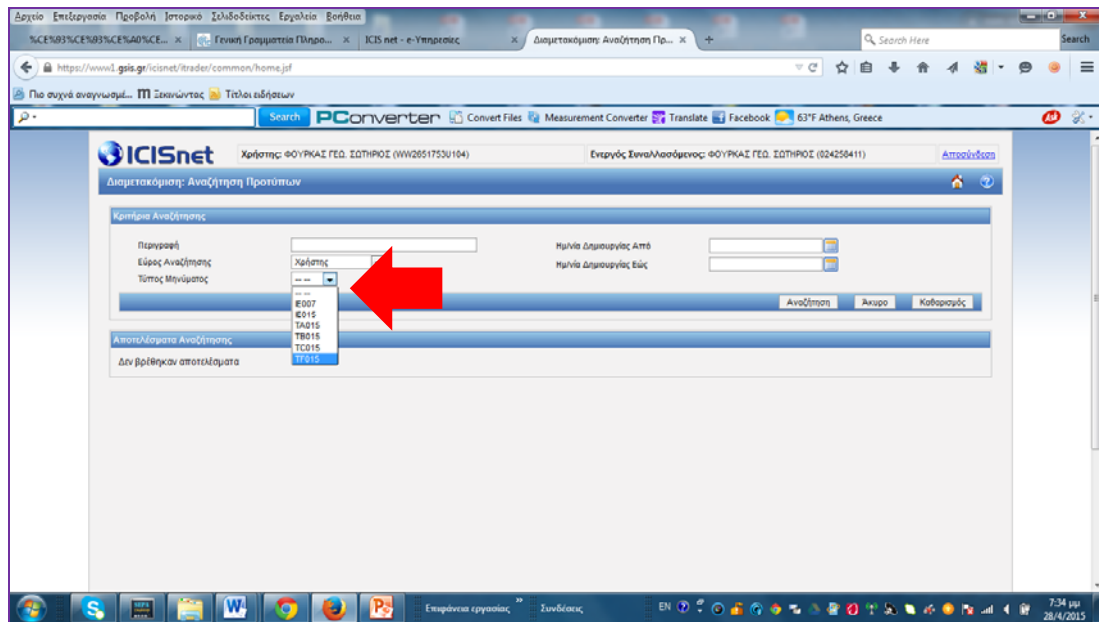 Αρχείο Επεξεργασία Προβολή Ιστορικό Σελιδοδείκτες Εργαλεία Βοήθεια
%CE%93%CE%93%CE%A0%CE... × Γενική Γραμματεία Πληρο... × ICIS net - e-Υπηρεσίες × Διαμετακόμιση: Αναζήτηση Πρ... × + Search Here Search
https://www1.gsis.gr/icisnet/itrader/common/home.jsf
Πιο συχνά αναγνωσμέ... Ξεκινώντας Τίτλοι ειδήσεων
Search PConverter Convert Files Measurement Converter Translate Facebook 63°F Athens, Greece
ICISnet Χρήστης: ΦΟΥΡΚΑΣ ΓΕΩ. ΣΩΤΗΡΙΟΣ (WW2651753U104) Ενεργός Συναλλασόμενος: ΦΟΥΡΚΑΣ ΓΕΩ. ΣΩΤΗΡΙΟΣ (024258411) Αποσύνδεση
Διαμετακόμιση: Αναζήτηση Προτύπων
Κριτήρια Αναζήτησης
Περιγραφή Ημ/νία Δημιουργίας Από
Εύρος Αναζήτησης Χρήστης Ημ/νία Δημιουργίας Εώς
Τύπος Μηνύματος -- --
-- --
IE007
IE015
TA015
TB015
TC015
TF015
Αναζήτηση Άκυρο Καθαρισμός
Αποτελέσματα Αναζήτησης
Δεν βρέθηκαν αποτελέσματα
Επιφάνεια εργασίας Συνδέσεις EN 7:34 μμ
28/4/2015